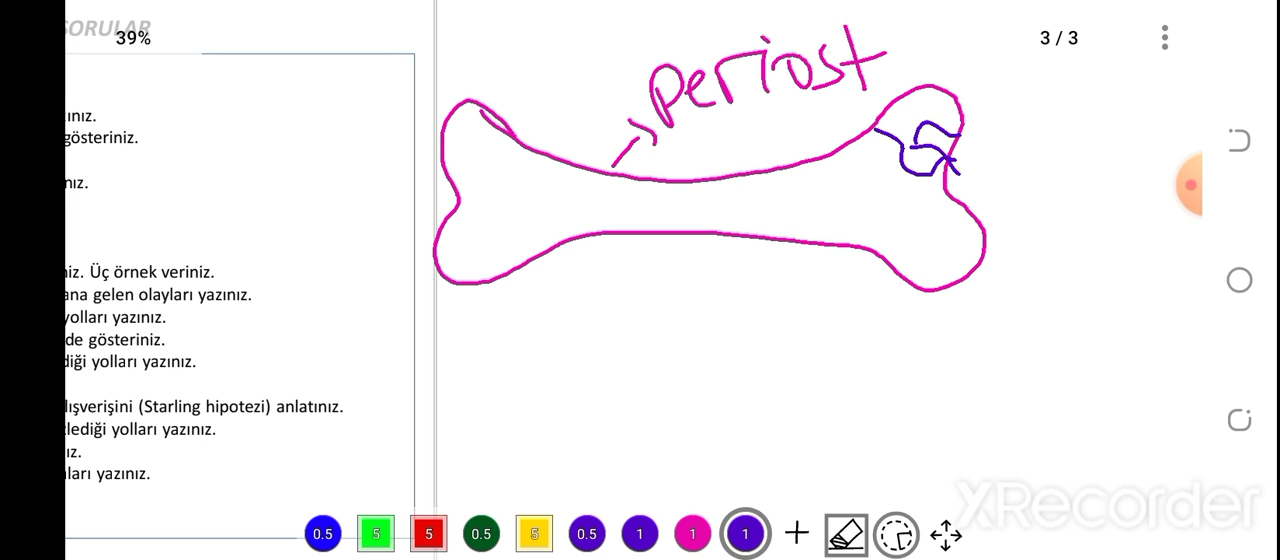 SORULAR
39%
3 / 3
periost
ınız.
gösteriniz.
nız.
niz. Üç örnek veriniz.
ana gelen olayları yazınız.
yolları yazınız.
de gösteriniz.
diği yolları yazınız.
lışverişini (Starling hipotezi) anlatınız.
zlediği yolları yazınız.
ız.
ları yazınız.
0.5 5 5 0.5 5 0.5 1 1 1
XRecorder